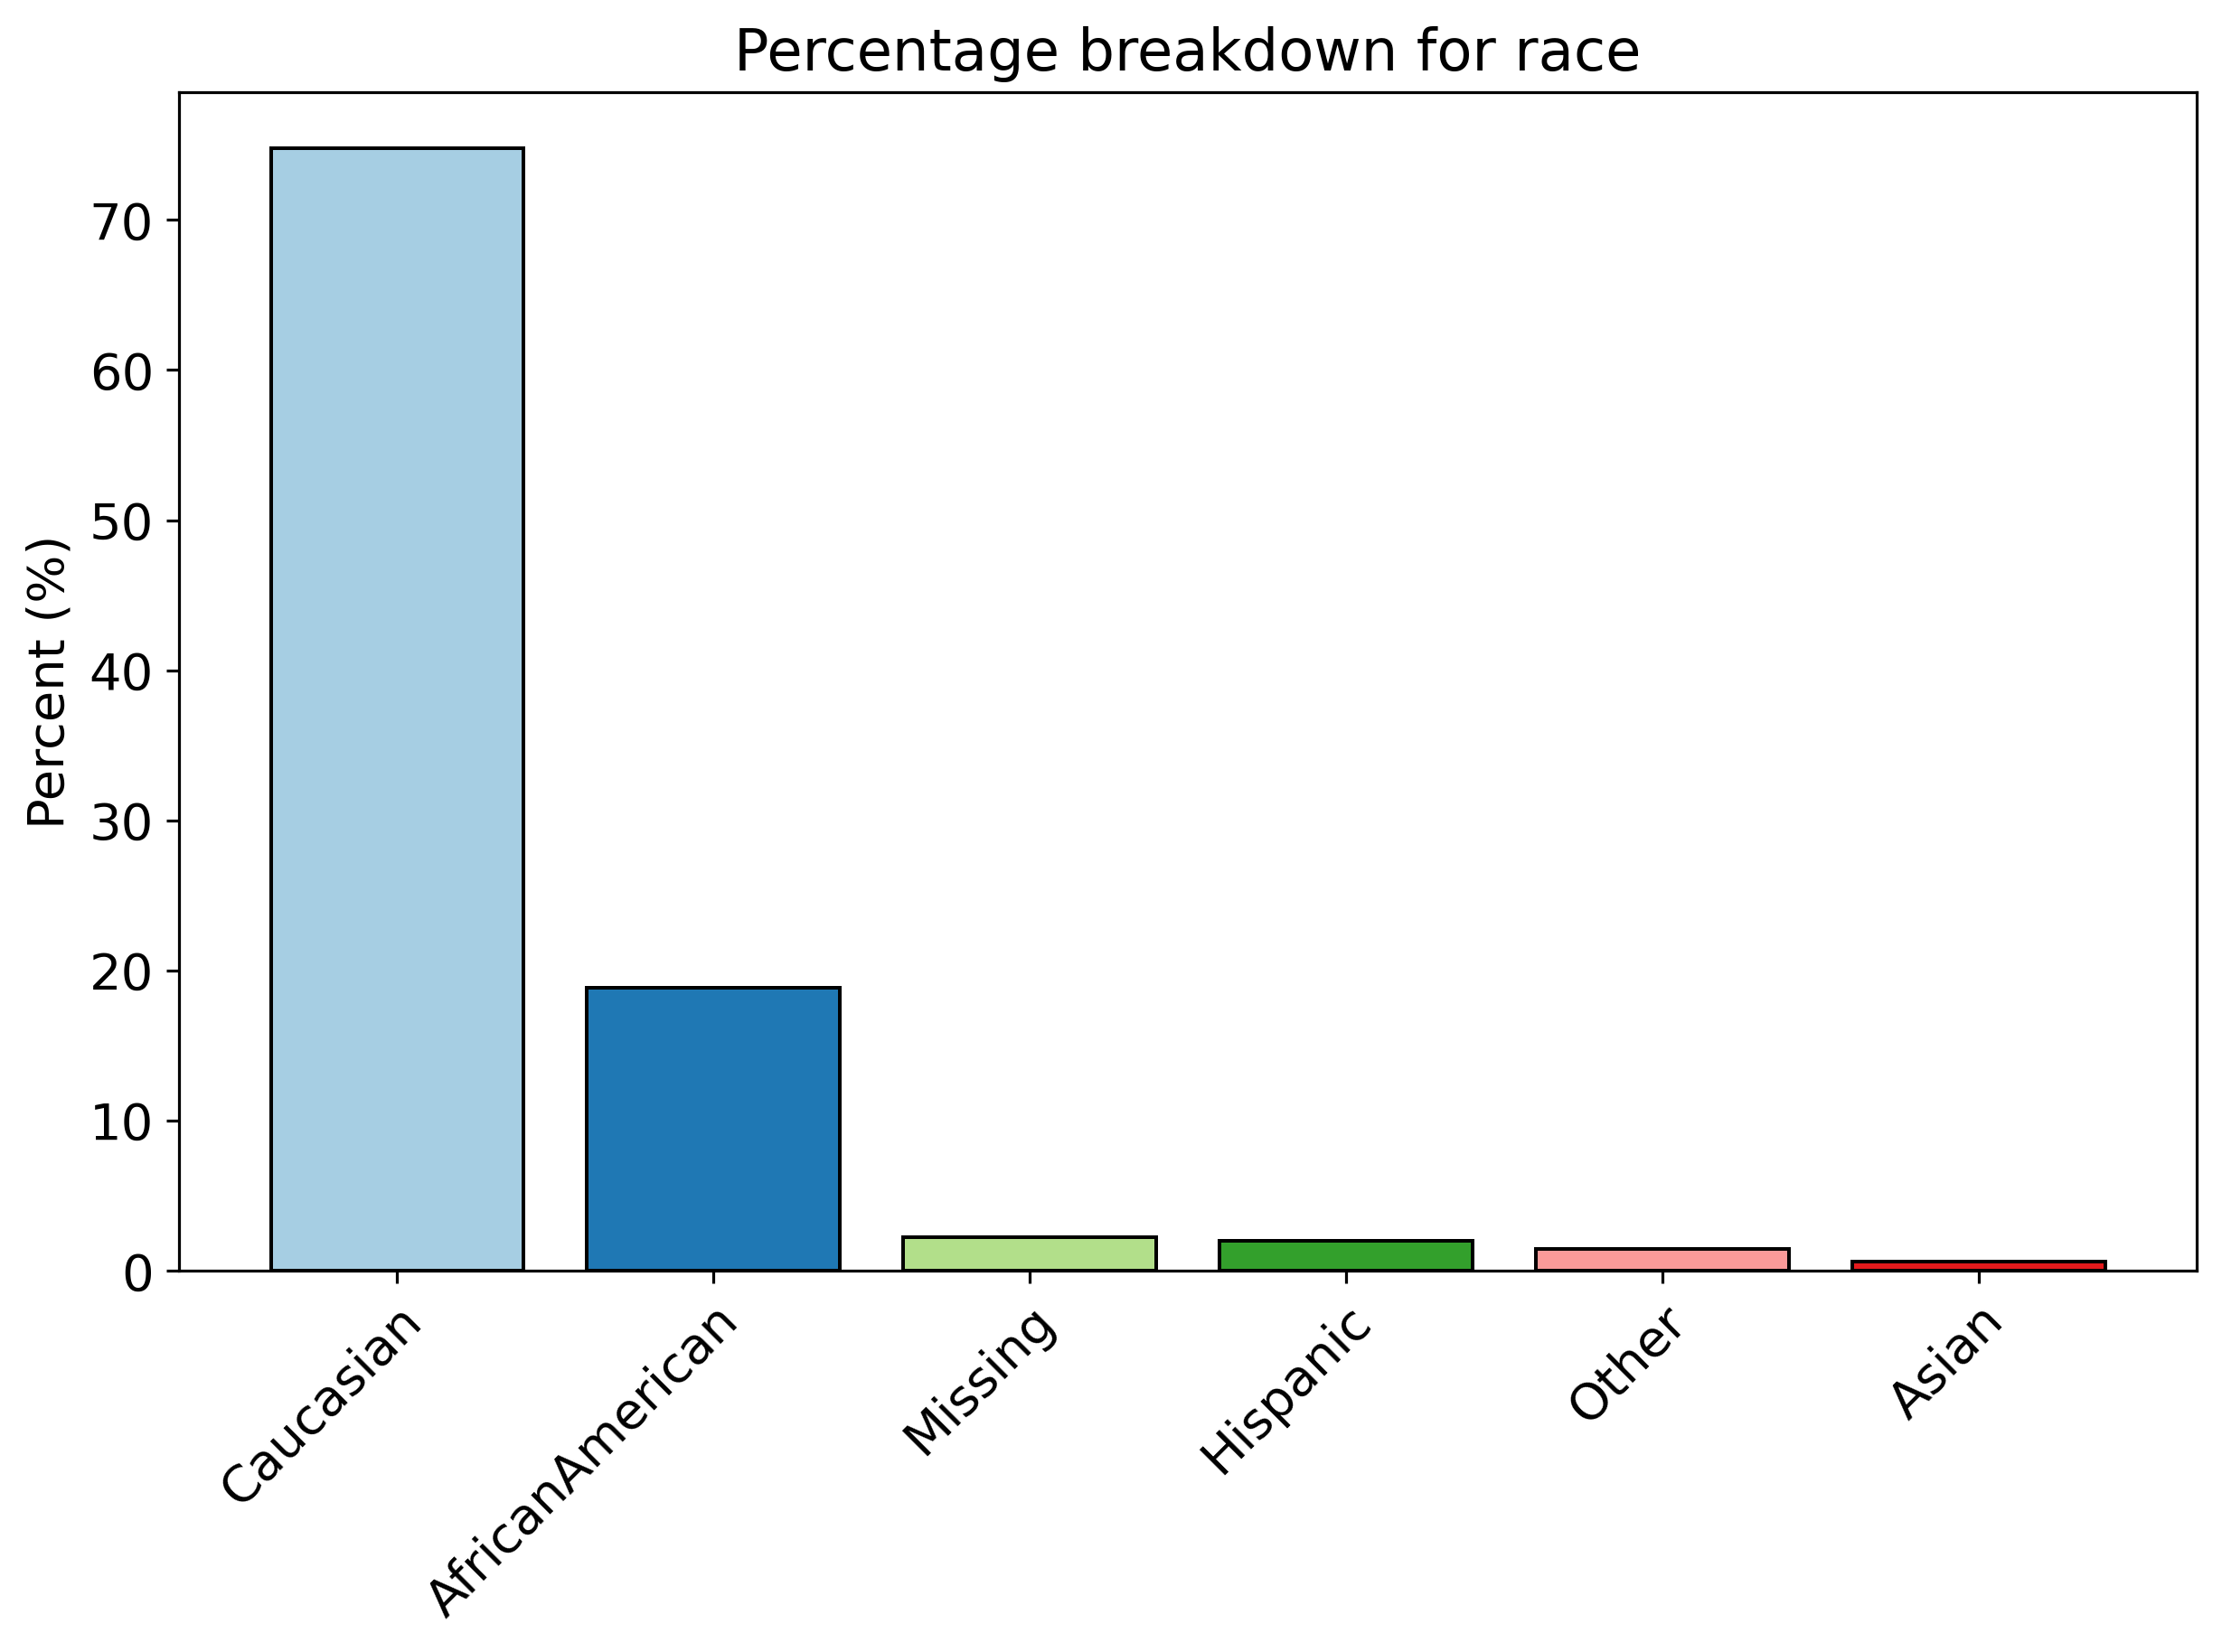 Percentage breakdown for race
Percent (%)
70
60
50
40
30
20
10
0
Caucasian
AfricanAmerican
Missing
Hispanic
Other
Asian